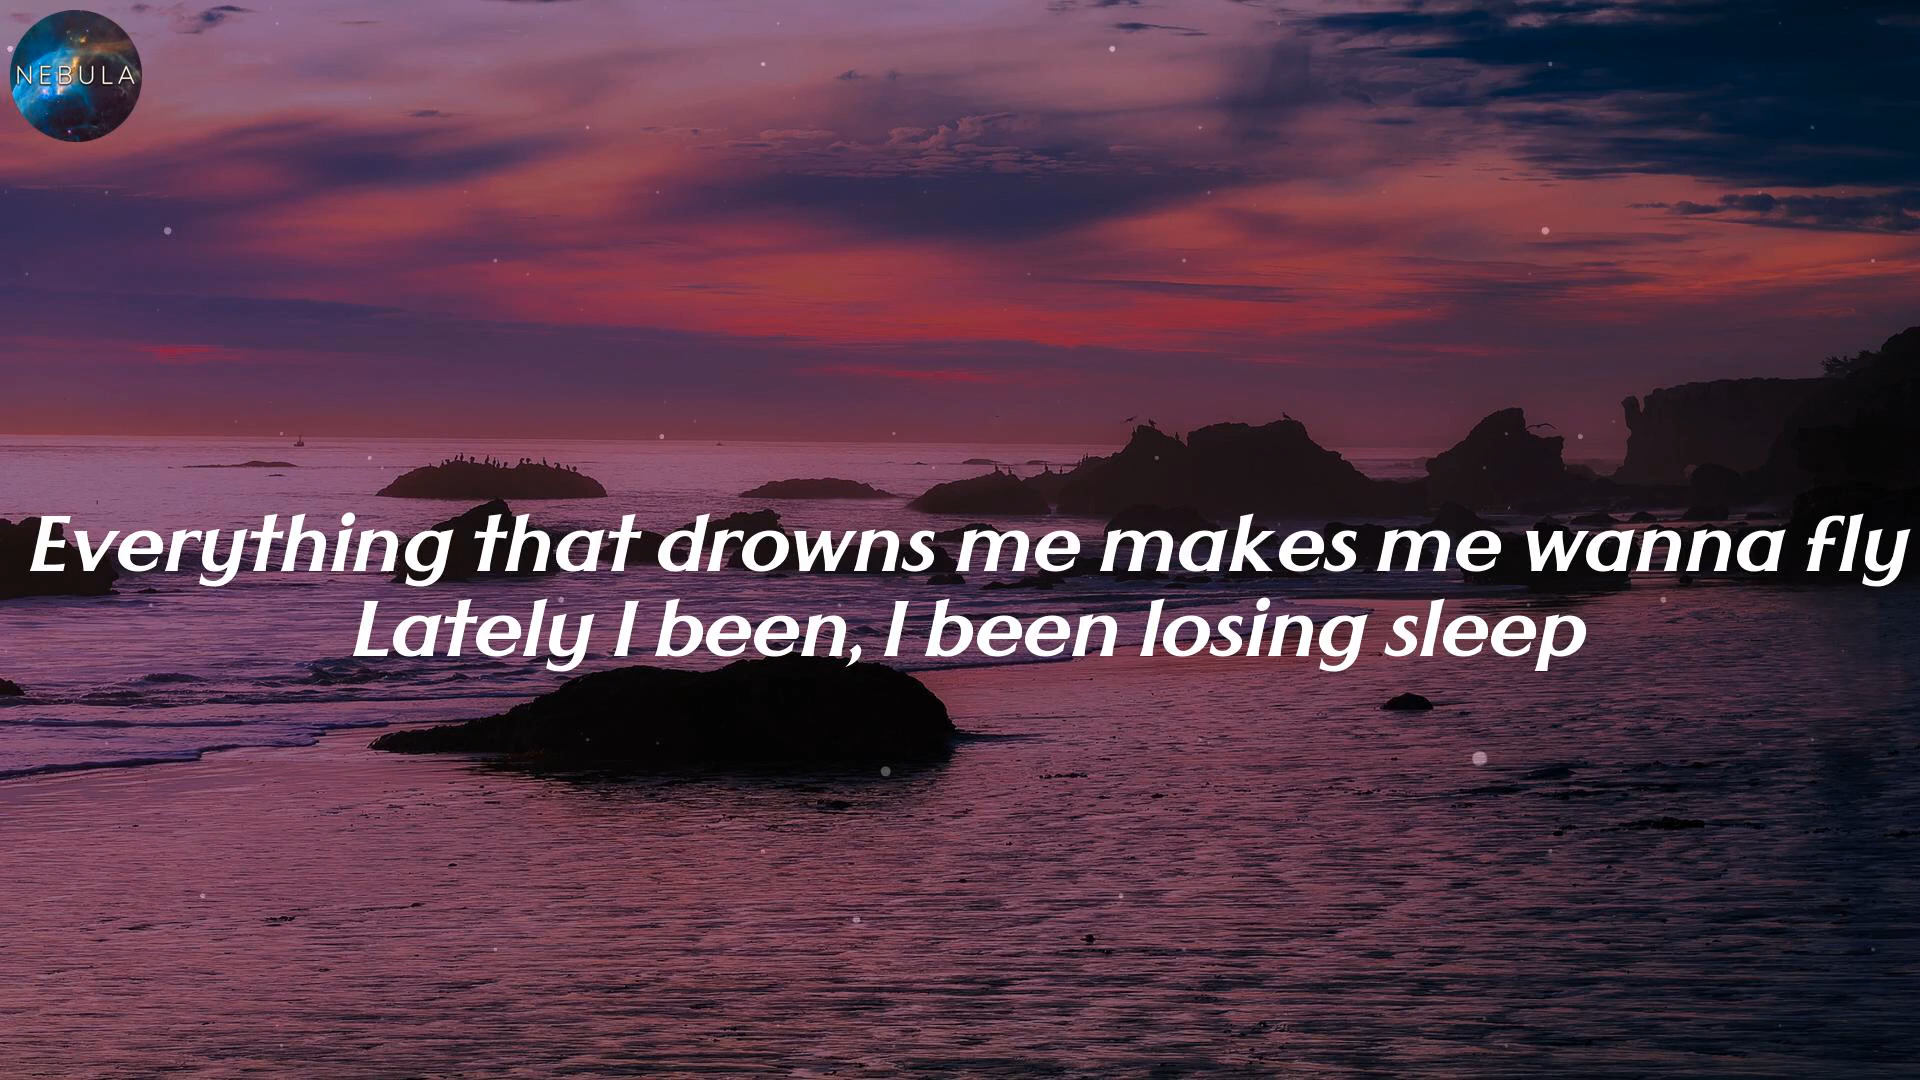 NEBULA
Everything that drowns me makes me wanna fly
Lately I been, I been losing sleep